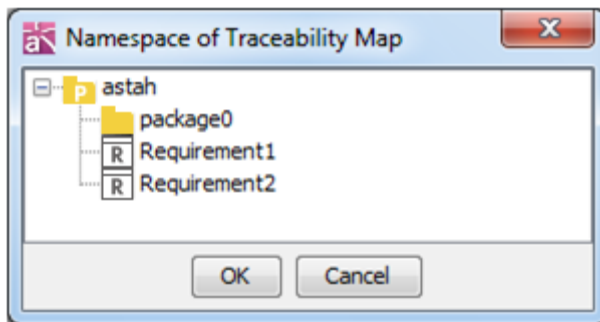 Namespace of Traceability Map
astah
package0
Requirement1
Requirement2
OK Cancel